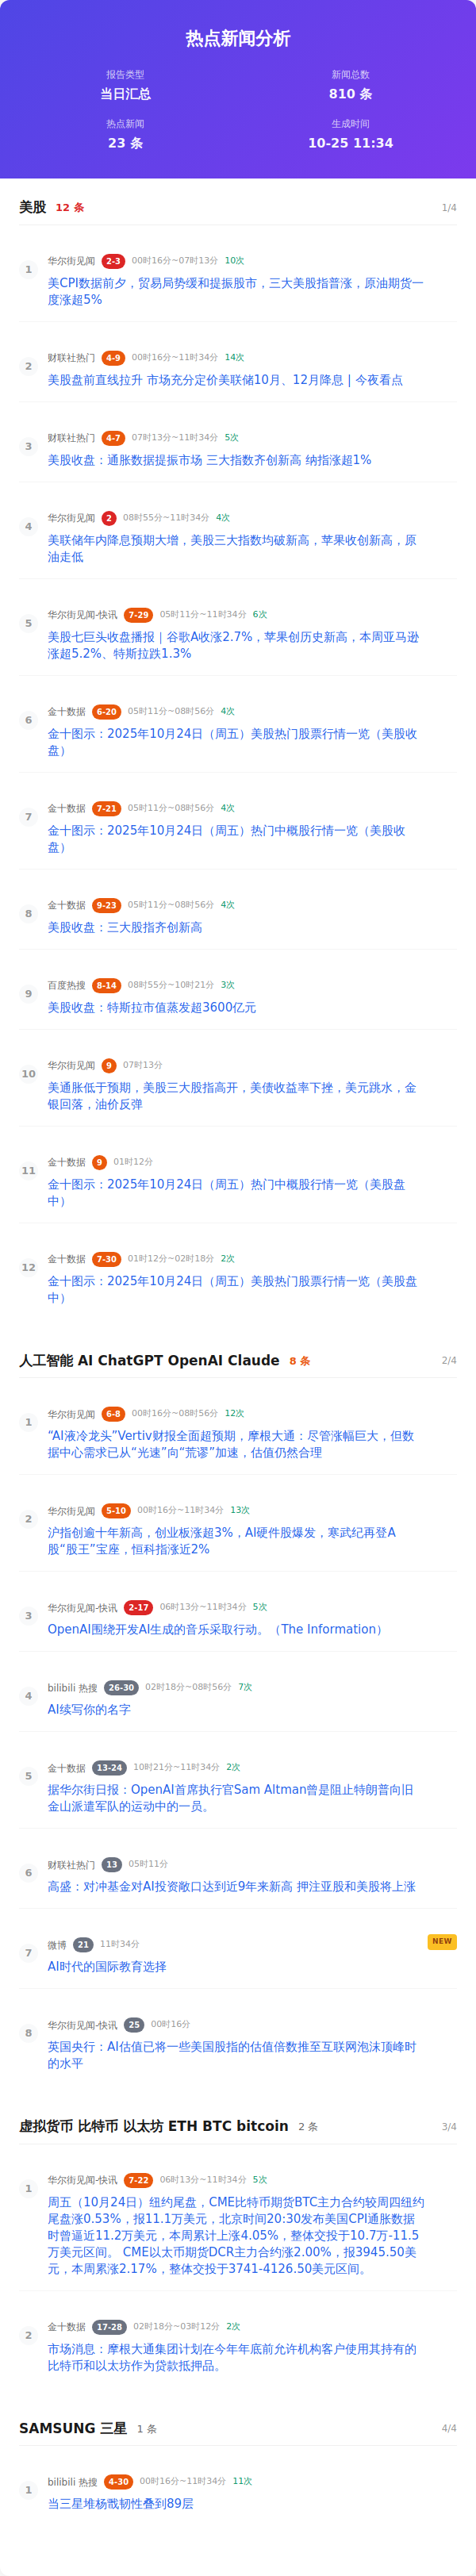 热点新闻分析
报告类型
当日汇总
新闻总数
810 条
热点新闻
23 条
生成时间
10-25 11:34
美股 12 条 1/4
1
华尔街见闻 2-3 00时16分~07时13分 10次
美CPI数据前夕，贸易局势缓和提振股市，三大美股指普涨，原油期货一
度涨超5%
2
财联社热门 4-9 00时16分~11时34分 14次
美股盘前直线拉升 市场充分定价美联储10月、12月降息 | 今夜看点
3
财联社热门 4-7 07时13分~11时34分 5次
美股收盘：通胀数据提振市场 三大指数齐创新高 纳指涨超1%
4
华尔街见闻 2 08时55分~11时34分 4次
美联储年内降息预期大增，美股三大指数均破新高，苹果收创新高，原
油走低
5
华尔街见闻-快讯 7-29 05时11分~11时34分 6次
美股七巨头收盘播报｜谷歌A收涨2.7%，苹果创历史新高，本周亚马逊
涨超5.2%、特斯拉跌1.3%
6
金十数据 6-20 05时11分~08时56分 4次
金十图示：2025年10月24日（周五）美股热门股票行情一览（美股收
盘）
7
金十数据 7-21 05时11分~08时56分 4次
金十图示：2025年10月24日（周五）热门中概股行情一览（美股收
盘）
8
金十数据 9-23 05时11分~08时56分 4次
美股收盘：三大股指齐创新高
9
百度热搜 8-14 08时55分~10时21分 3次
美股收盘：特斯拉市值蒸发超3600亿元
10
华尔街见闻 9 07时13分
美通胀低于预期，美股三大股指高开，美债收益率下挫，美元跳水，金
银回落，油价反弹
11
金十数据 9 01时12分
金十图示：2025年10月24日（周五）热门中概股行情一览（美股盘
中）
12
金十数据 7-30 01时12分~02时18分 2次
金十图示：2025年10月24日（周五）美股热门股票行情一览（美股盘
中）
人工智能 AI ChatGPT OpenAI Claude 8 条 2/4
1
华尔街见闻 6-8 00时16分~08时56分 12次
“AI液冷龙头”Vertiv财报全面超预期，摩根大通：尽管涨幅巨大，但数
据中心需求已从“光速”向“荒谬”加速，估值仍然合理
2
华尔街见闻 5-10 00时16分~11时34分 13次
沪指创逾十年新高，创业板涨超3%，AI硬件股爆发，寒武纪再登A
股“股王”宝座，恒科指涨近2%
3
华尔街见闻-快讯 2-17 06时13分~11时34分 5次
OpenAI围绕开发AI生成的音乐采取行动。（The Information）
4
bilibili 热搜 26-30 02时18分~08时56分 7次
AI续写你的名字
5
金十数据 13-24 10时21分~11时34分 2次
据华尔街日报：OpenAI首席执行官Sam Altman曾是阻止特朗普向旧
金山派遣军队的运动中的一员。
6
财联社热门 13 05时11分
高盛：对冲基金对AI投资敞口达到近9年来新高 押注亚股和美股将上涨
7
微博 21 11时34分 NEW
AI时代的国际教育选择
8
华尔街见闻-快讯 25 00时16分
英国央行：AI估值已将一些美国股指的估值倍数推至互联网泡沫顶峰时
的水平
虚拟货币 比特币 以太坊 ETH BTC bitcoin 2 条 3/4
1
华尔街见闻-快讯 7-22 06时13分~11时34分 5次
周五（10月24日）纽约尾盘，CME比特币期货BTC主力合约较周四纽约
尾盘涨0.53%，报11.1万美元，北京时间20:30发布美国CPI通胀数据
时曾逼近11.2万美元，本周累计上涨4.05%，整体交投于10.7万-11.5
万美元区间。 CME以太币期货DCR主力合约涨2.00%，报3945.50美
元，本周累涨2.17%，整体交投于3741-4126.50美元区间。
2
金十数据 17-28 02时18分~03时12分 2次
市场消息：摩根大通集团计划在今年年底前允许机构客户使用其持有的
比特币和以太坊作为贷款抵押品。
SAMSUNG 三星 1 条 4/4
1
bilibili 热搜 4-30 00时16分~11时34分 11次
当三星堆杨戬韧性叠到89层